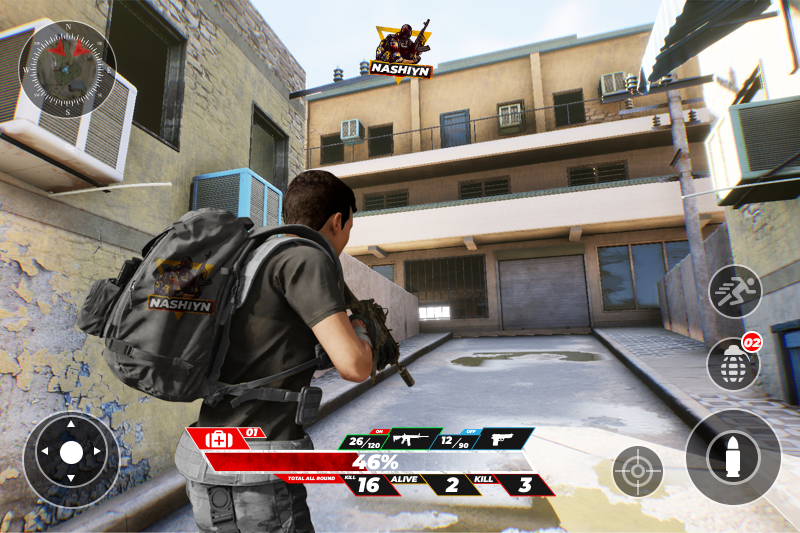 N
W
E
S
NASHIYN
NASHIYN
02
01
ON
26/120
OFF
12/90
46%
TOTAL ALL ROUND
KILL 16
ALIVE 2
KILL 3